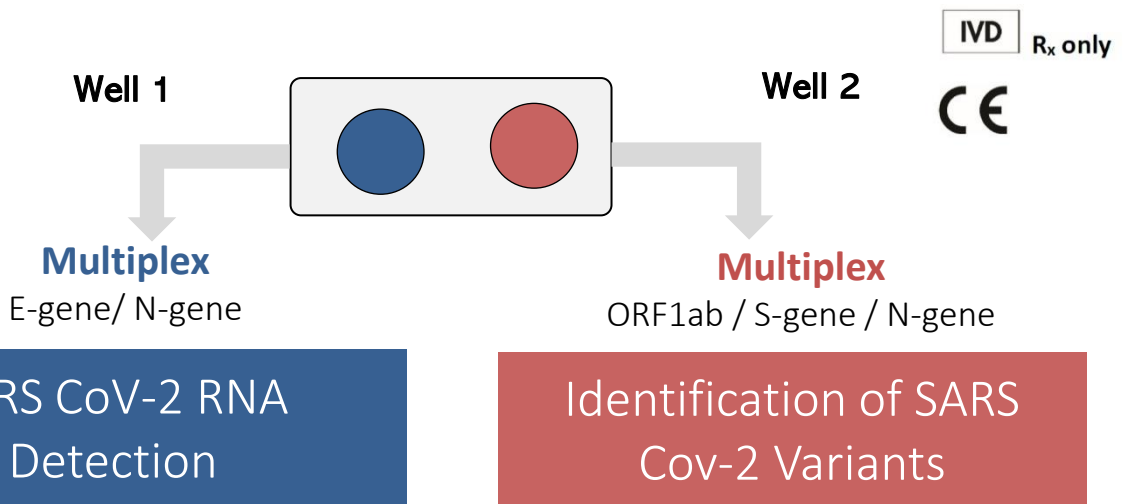 IVD
Rx only
Well 1
Well 2
CE
Multiplex
E-gene/ N-gene
Multiplex
ORF1ab / S-gene / N-gene
RS CoV-2 RNA
Detection
Identification of SARS
Cov-2 Variants